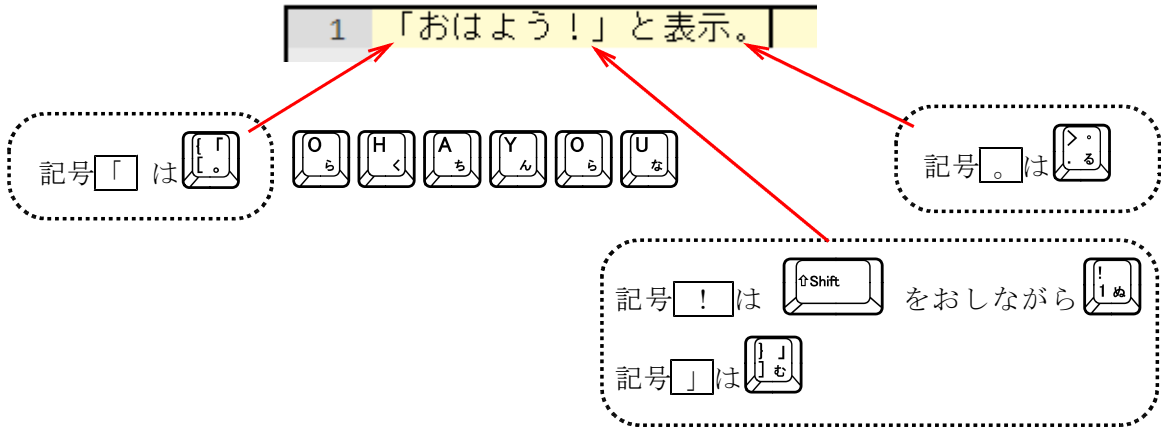 1 「おはよう！」と表示。
記号「 は { 「 [ ゜
O ら H く A ち Y ん O ら U な
記号。は > 。 . る
記号！は ⇧Shift をおしながら ! 1 ぬ
記号」は } 」 ] む